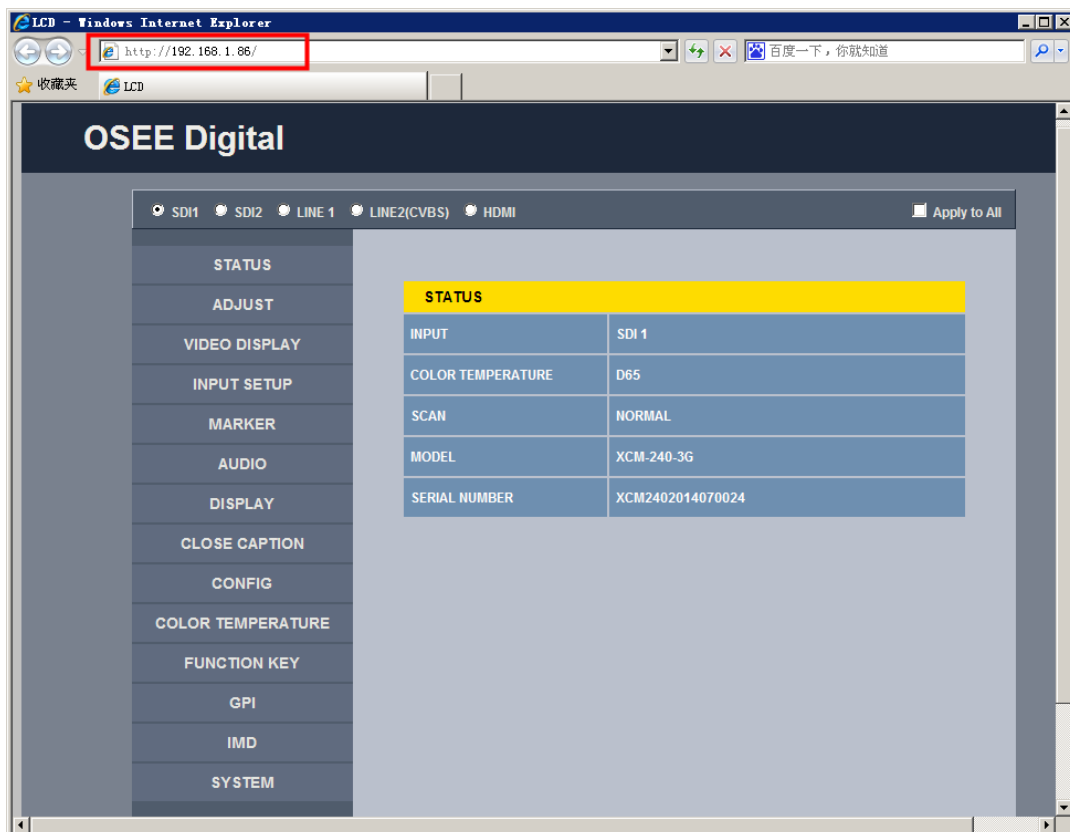 LCD - Windows Internet Explorer
http://192.168.1.86/
百度一下，你就知道
收藏夹
LCD
OSEE Digital
SDI1 SDI2 LINE 1 LINE2(CVBS) HDMI Apply to All
STATUS
ADJUST
VIDEO DISPLAY
INPUT SETUP
MARKER
AUDIO
DISPLAY
CLOSE CAPTION
CONFIG
COLOR TEMPERATURE
FUNCTION KEY
GPI
IMD
SYSTEM
STATUS
INPUT SDI 1
COLOR TEMPERATURE D65
SCAN NORMAL
MODEL XCM-240-3G
SERIAL NUMBER XCM2402014070024